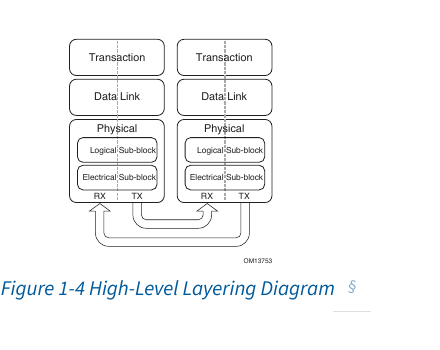 Transaction Transaction
Data Link Data Link
Physical Physical
Logical Sub-block Logical Sub-block
Electrical Sub-block Electrical Sub-block
RX TX RX TX
OM13753
Figure 1-4 High-Level Layering Diagram §